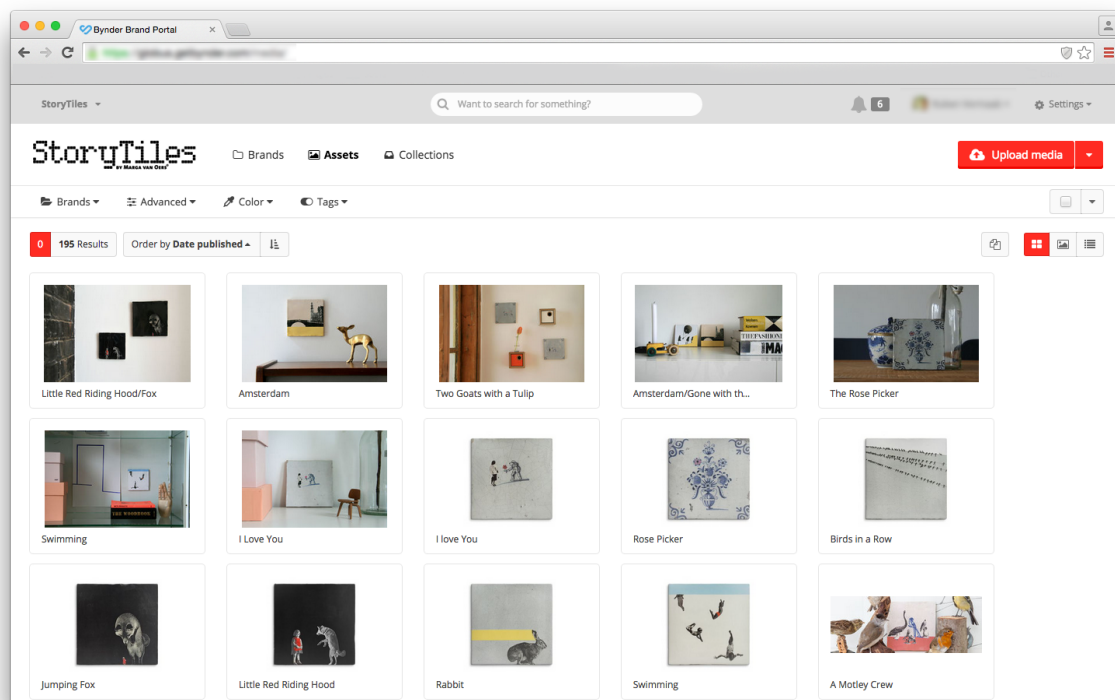 Bynder Brand Portal
StoryTiles
Want to search for something?
6
Settings
StoryTiles
BY MARGA VAN OERS
Brands
Assets
Collections
Upload media
Brands
Advanced
Color
Tags
0
195 Results
Order by Date published
Little Red Riding Hood/Fox
Amsterdam
Two Goats with a Tulip
Amsterdam/Gone with th...
The Rose Picker
Swimming
I Love You
I love You
Rose Picker
Birds in a Row
Jumping Fox
Little Red Riding Hood
Rabbit
Swimming
A Motley Crew